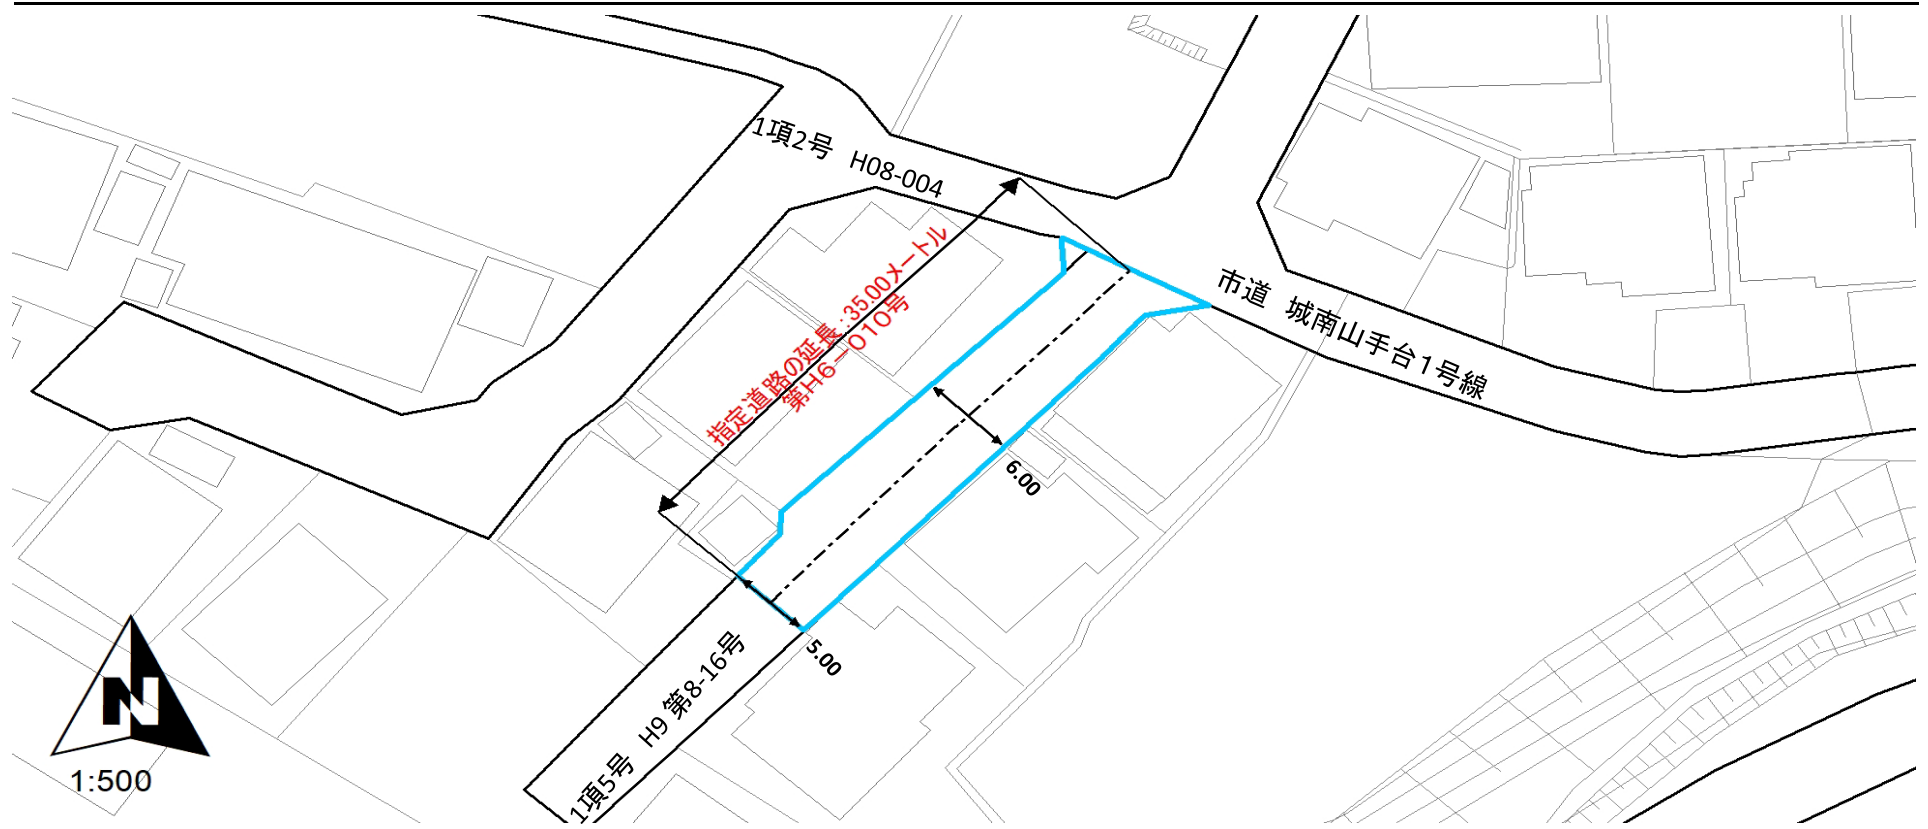 1項2号 H08-004
市道 城南山手台1号線
指定道路の延長:35.00メートル
第H6-010号
6.00
5.00
1項5号 H9 第8-16号
N
1:500